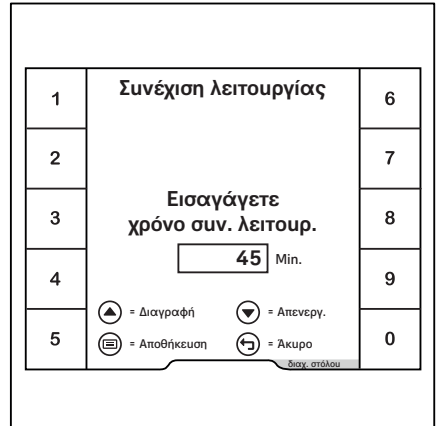 Συνέχιση λειτουργίας
1
6
2
7
Εισαγάγετε
3
χρόνο συν. λειτουρ.
8
45 Min.
4
9
= Διαγραφή
= Απενεργ.
5
= Αποθήκευση
= Άκυρο
0
διαχ. στόλου